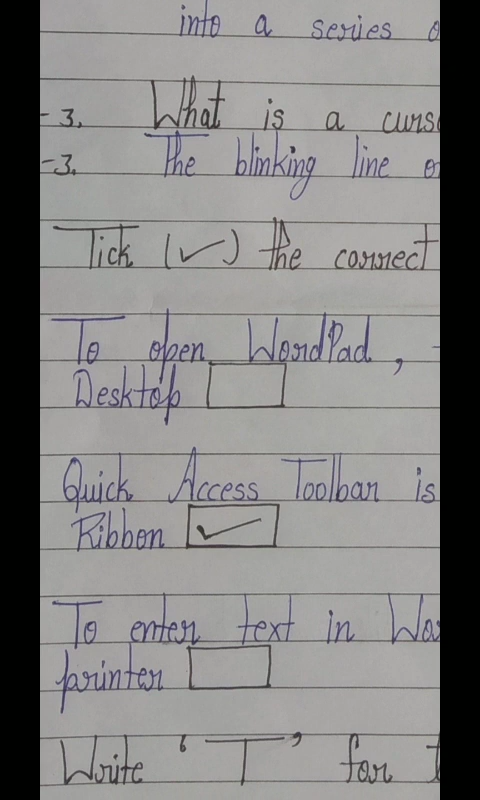 into a series
-3. What is a
-3. The blinking line
Tick (✓) the correct
To open WordPad,
Desktop
Quick Access Toolbar is
Ribbon ✓
To enter text in
printer
Write 'T' for